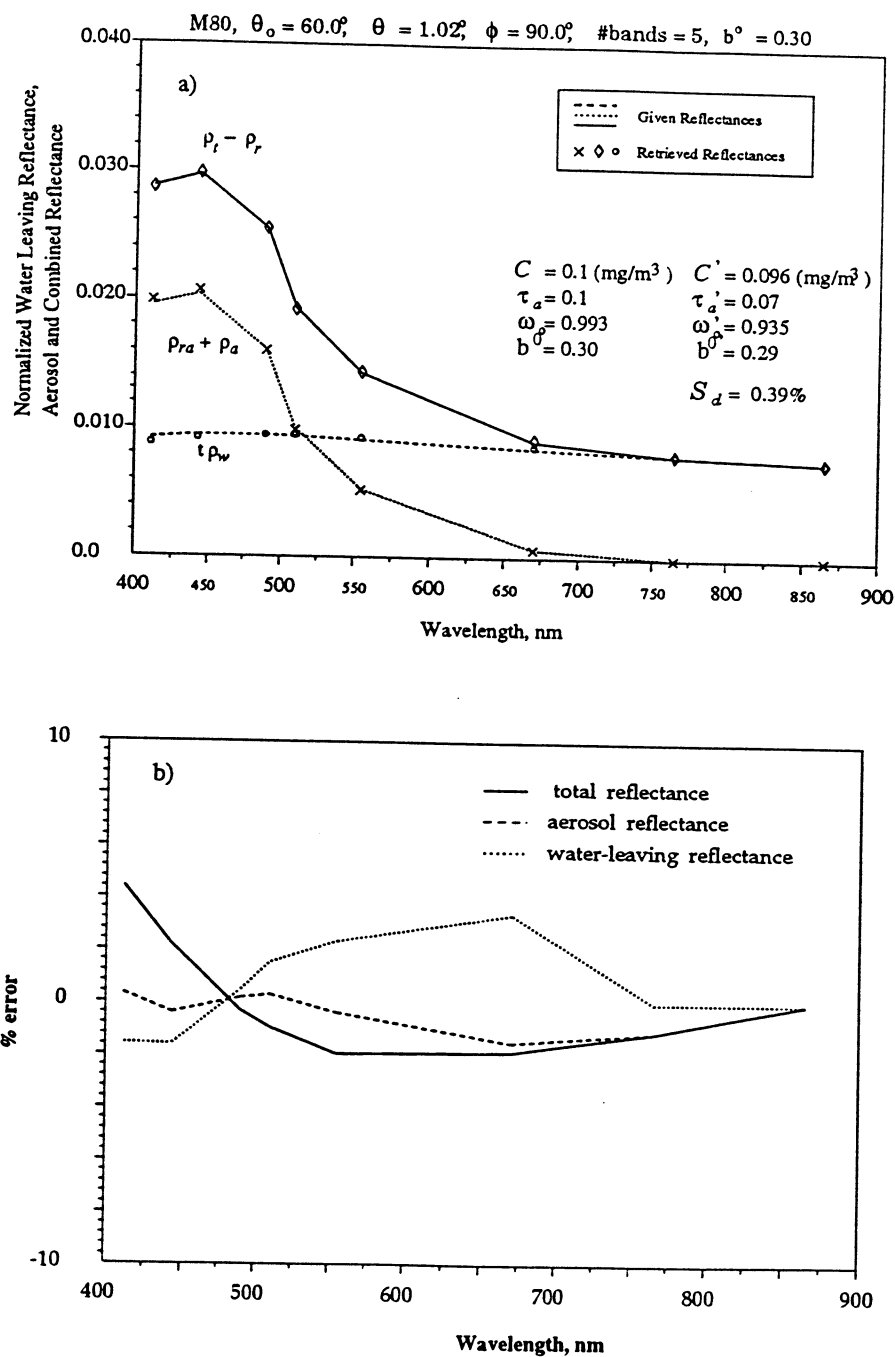 M80, θo = 60.0°, θ = 1.02°, ϕ = 90.0°, #bands = 5, b° = 0.30
Normalized Water Leaving Reflectance,
Aerosol and Combined Reflectance
0.040
0.030
0.020
0.010
0.0
a)
ρt − ρr
ρra + ρa
tρw
Given Reflectances
× ◇ ○ Retrieved Reflectances
C = 0.1 (mg/m³) C' = 0.096 (mg/m³)
τa = 0.1 τa' = 0.07
ωo = 0.993 ωo' = 0.935
b° = 0.30 b°' = 0.29
Sd = 0.39%
400 450 500 550 600 650 700 750 800 850 900
Wavelength, nm
10
0
-10
% error
b)
total reflectance
aerosol reflectance
water-leaving reflectance
400 500 600 700 800 900
Wavelength, nm